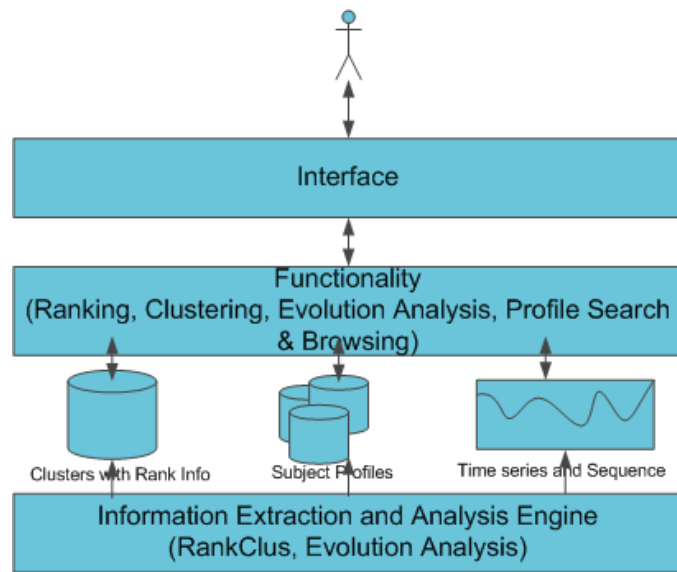 Interface
Functionality
(Ranking, Clustering, Evolution Analysis, Profile Search
& Browsing)
Clusters with Rank Info
Subject Profiles
Time series and Sequence
Information Extraction and Analysis Engine
(RankClus, Evolution Analysis)